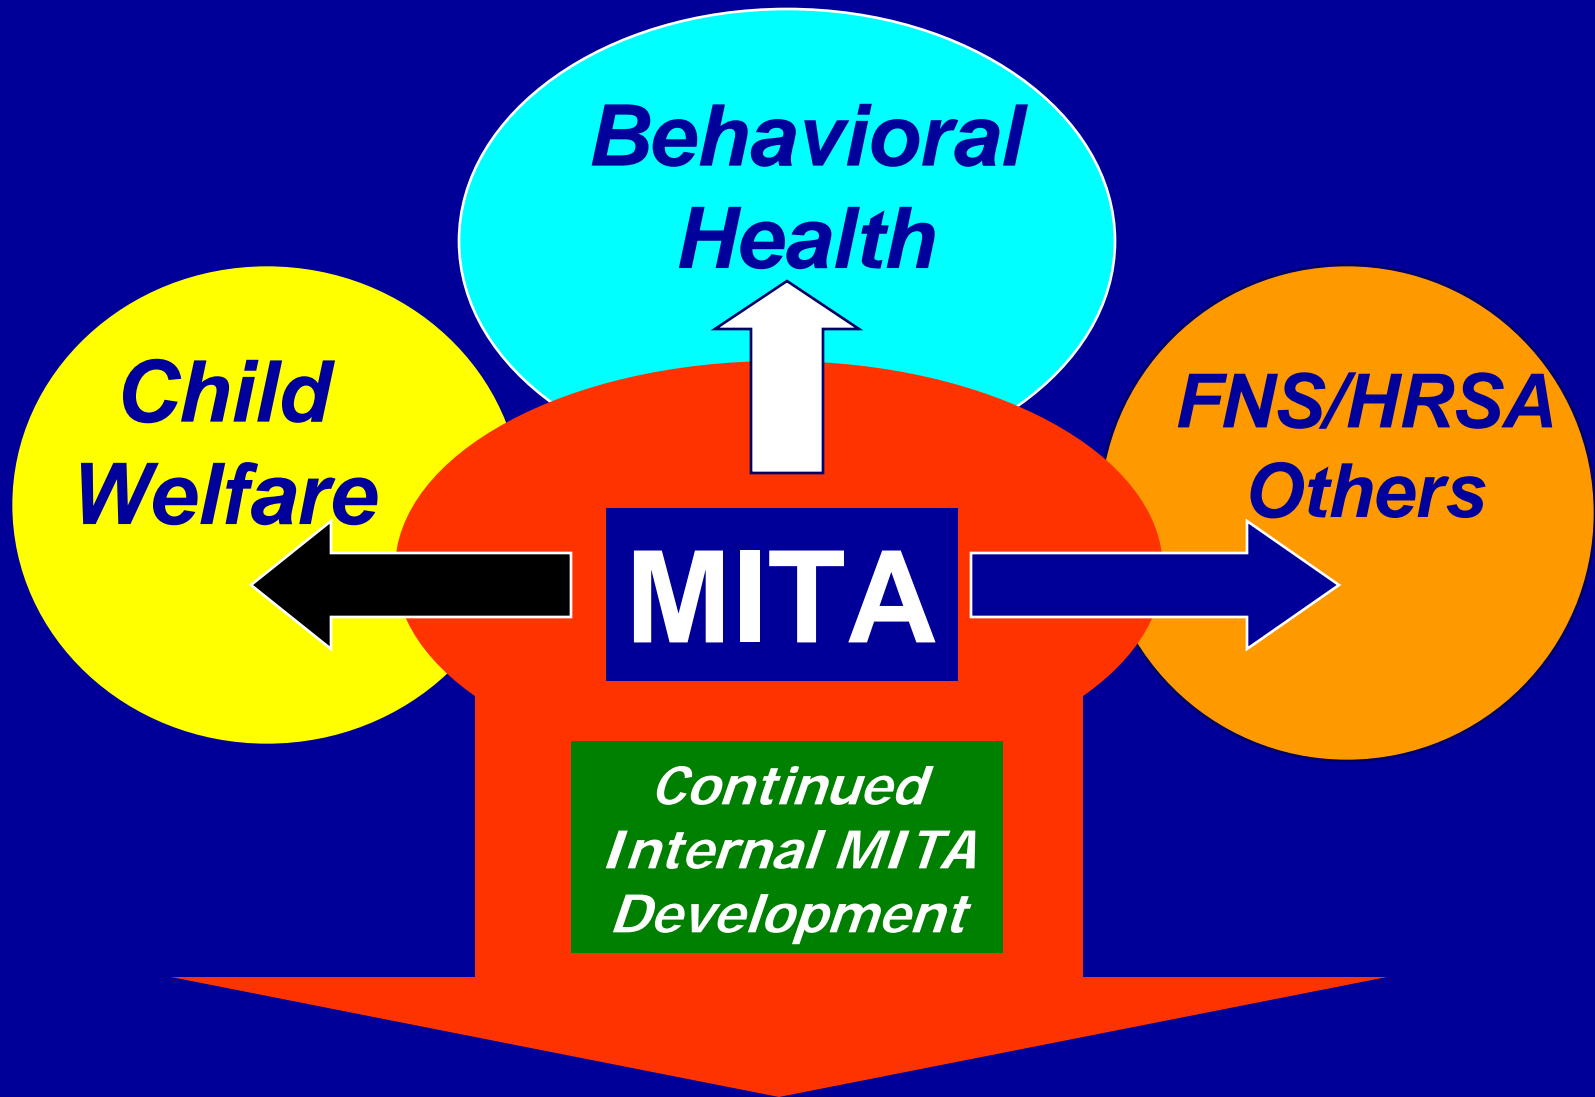 Behavioral
Health
Child
Welfare
FNS/HRSA
Others
MITA
Continued
Internal MITA
Development